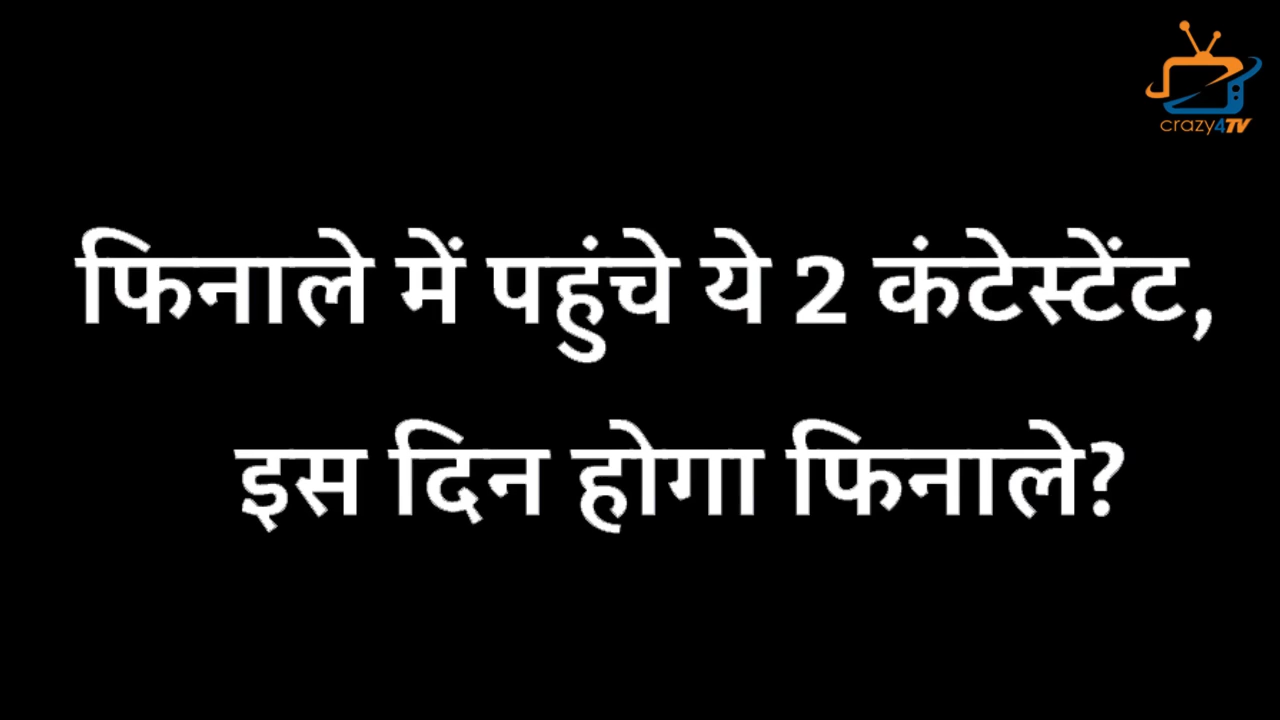 crazy4TV
फिनाले में पहुंचे ये 2 कंटेस्टेंट,
इस दिन होगा फिनाले?